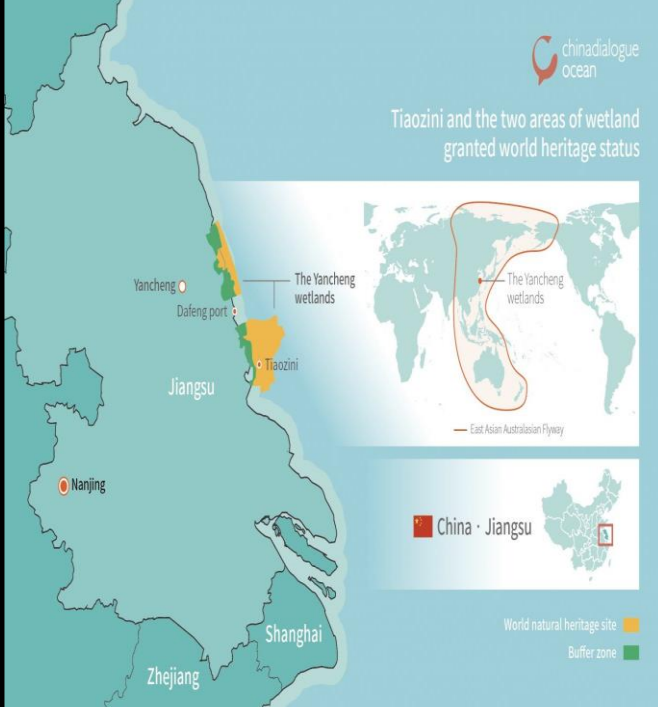 chinadialogue
ocean
Tiaozini and the two areas of wetland
granted world heritage status
Yancheng
Dafeng port
The Yancheng
wetlands
Tiaozini
Jiangsu
Nanjing
Shanghai
Zhejiang
The Yancheng
wetlands
East Asian Australasian Flyway
China · Jiangsu
World natural heritage site
Buffer zone